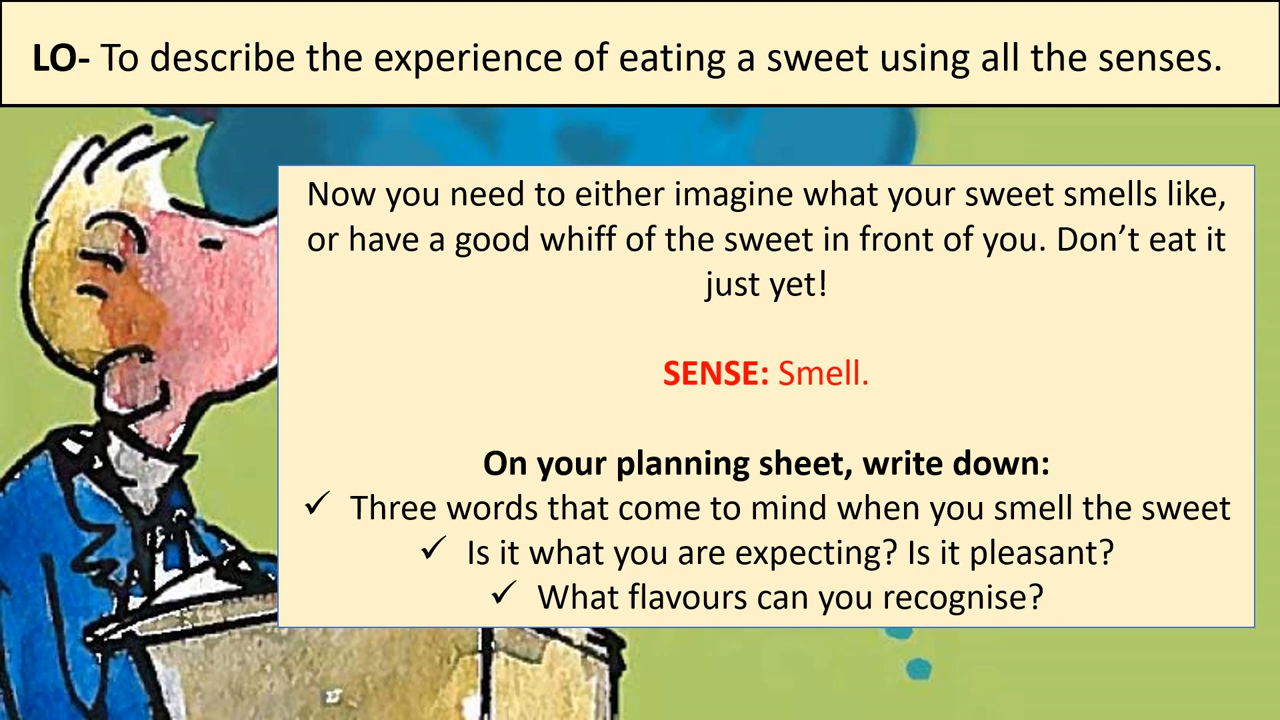 LO- To describe the experience of eating a sweet using all the senses.
Now you need to either imagine what your sweet smells like,
or have a good whiff of the sweet in front of you. Don’t eat it
just yet!
SENSE: Smell.
On your planning sheet, write down:
✓ Three words that come to mind when you smell the sweet
✓ Is it what you are expecting? Is it pleasant?
✓ What flavours can you recognise?